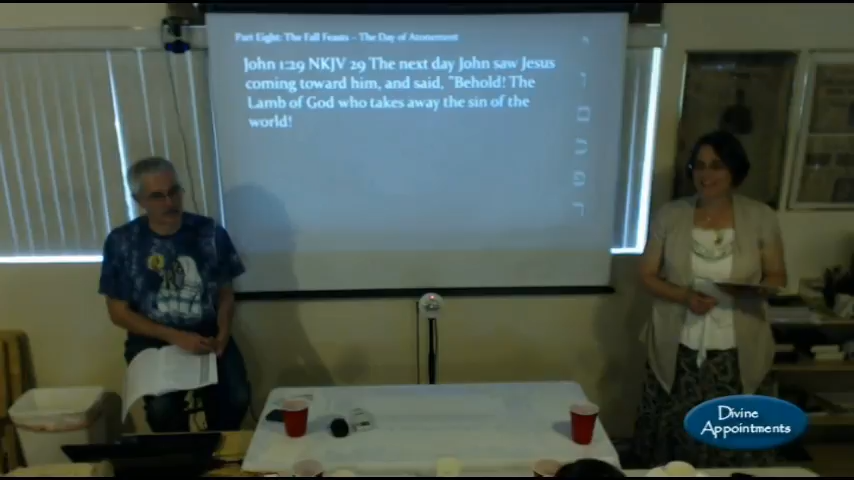 Part Eight: The Fall Feasts – The Day of Atonement
John 1:29 NKJV 29 The next day John saw Jesus
coming toward him, and said, "Behold! The
Lamb of God who takes away the sin of the
world!
Divine
Appointments